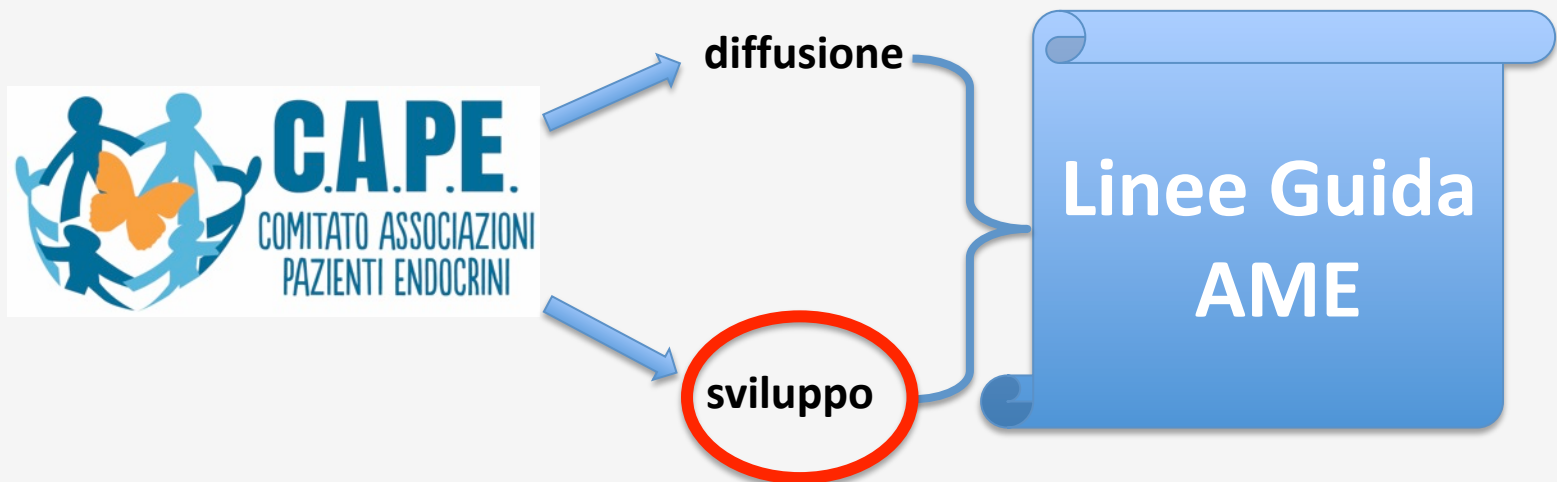 C.A.P.E.
COMITATO ASSOCIAZIONI
PAZIENTI ENDOCRINI
diffusione
sviluppo
Linee Guida
AME